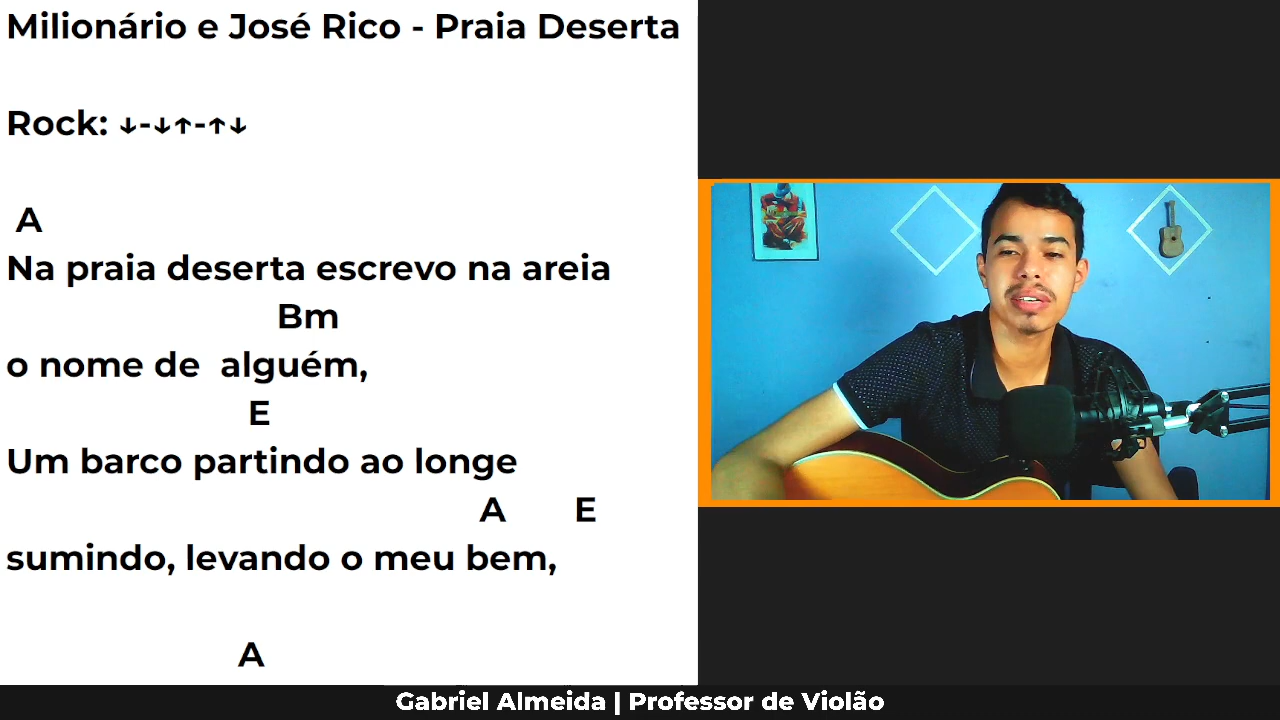 Milionário e José Rico - Praia Deserta
Rock: ↓-↓↑-↑↓
A
Na praia deserta escrevo na areia
Bm
o nome de  alguém,
E
Um barco partindo ao longe
A E
sumindo, levando o meu bem,
A
Gabriel Almeida | Professor de Violão